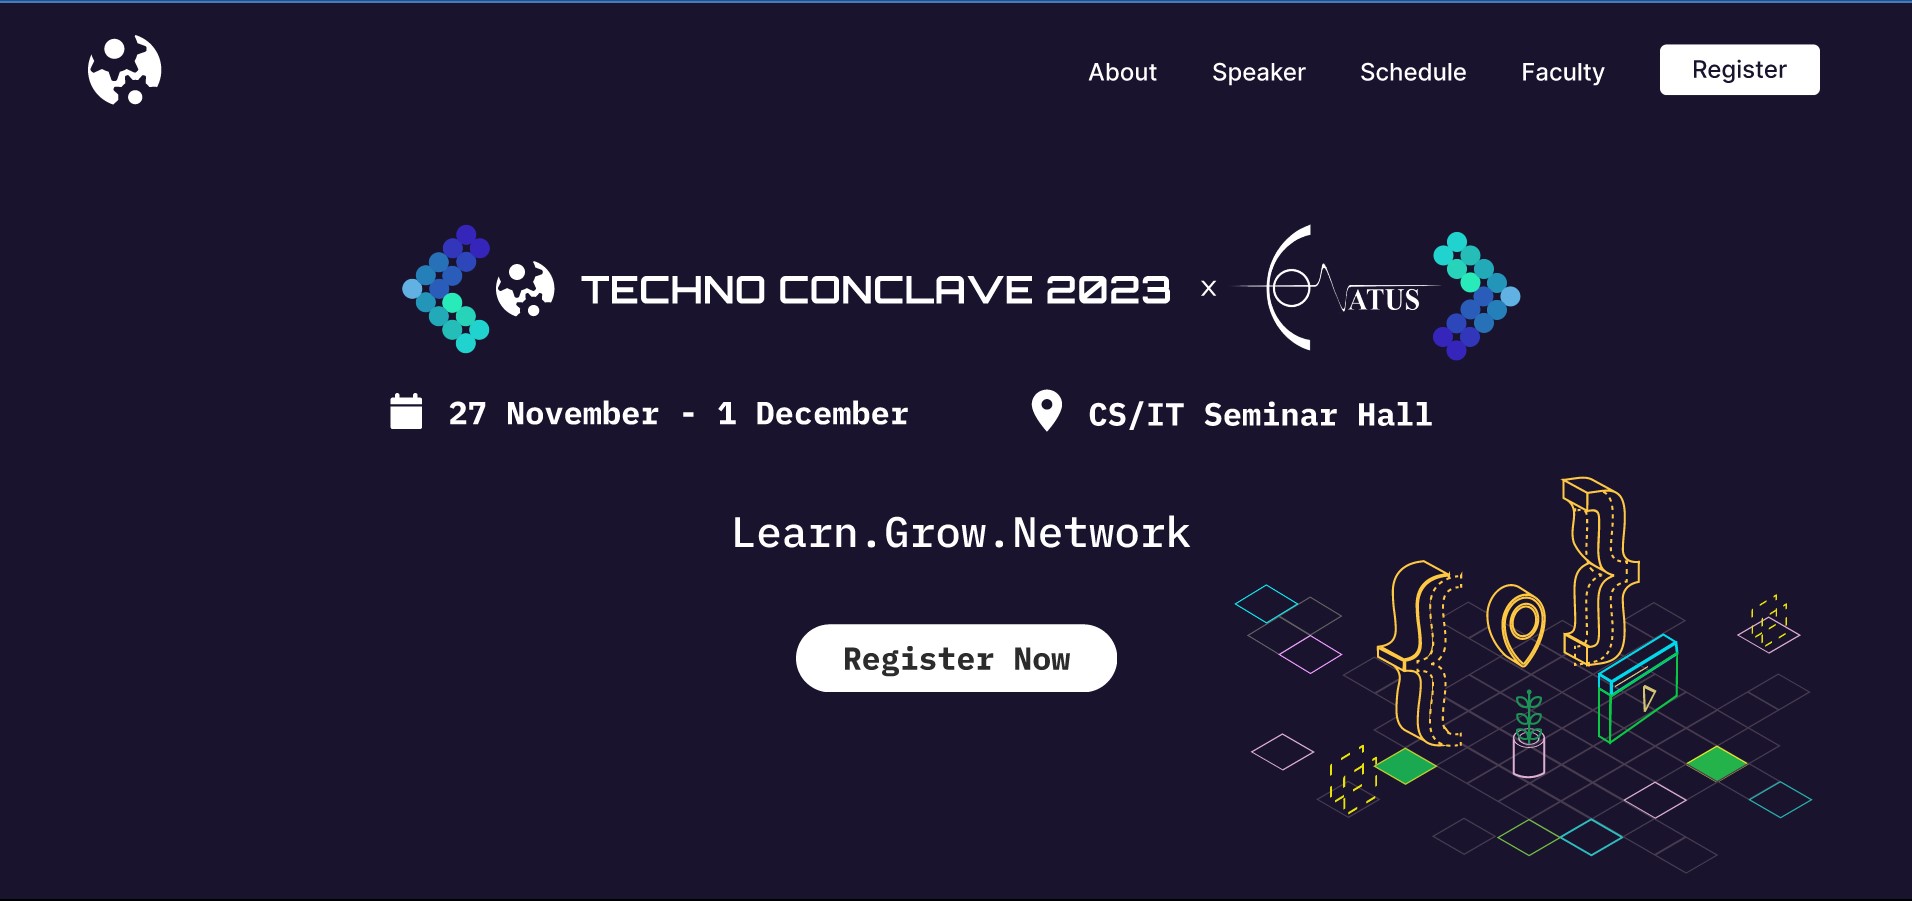 About Speaker Schedule Faculty Register
TECHNO CONCLAVE 2023 x ATUS
27 November - 1 December CS/IT Seminar Hall
Learn.Grow.Network
Register Now